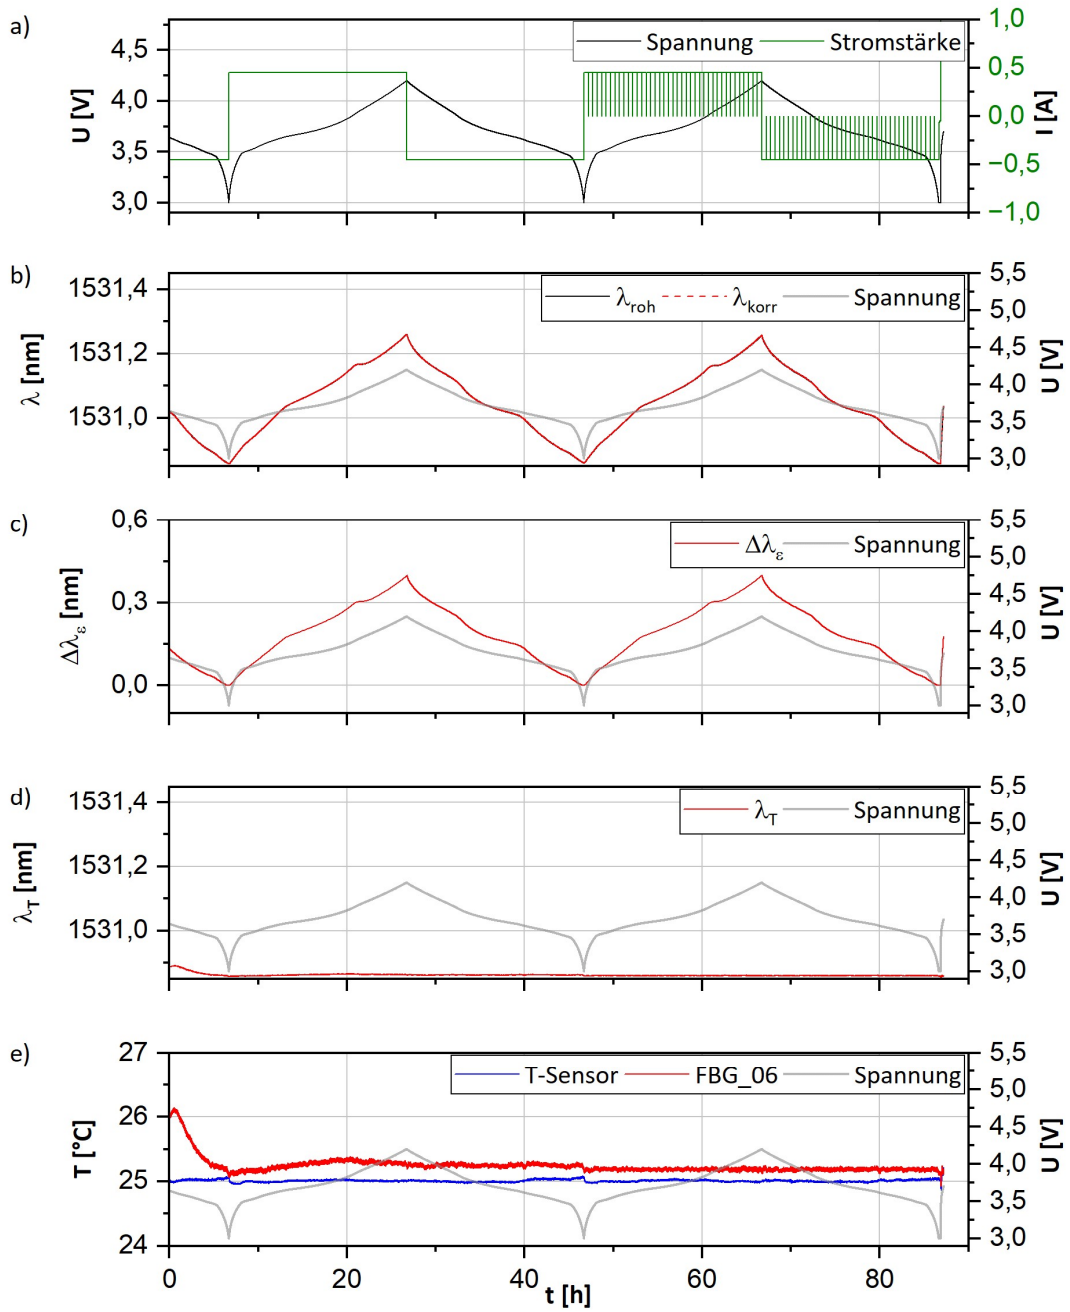 a)
U [V]
4,5
4,0
3,5
3,0
Spannung Stromstärke
1,0
0,5
0,0
−0,5
−1,0
I [A]
b)
λ [nm]
1531,4
1531,2
1531,0
λroh λkorr Spannung
5,5
5,0
4,5
4,0
3,5
3,0
U [V]
c)
Δλε [nm]
0,6
0,3
0,0
Δλε Spannung
5,5
5,0
4,5
4,0
3,5
3,0
U [V]
d)
λT [nm]
1531,4
1531,2
1531,0
λT Spannung
5,5
5,0
4,5
4,0
3,5
3,0
U [V]
e)
T [°C]
27
26
25
24
T-Sensor FBG_06 Spannung
5,5
5,0
4,5
4,0
3,5
3,0
U [V]
0 20 40 60 80
t [h]